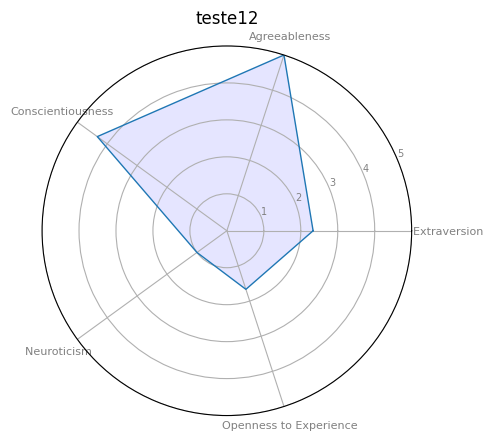 teste12
Agreeableness
Conscientiousness
5
4
3
2
1
Extraversion
Neuroticism
Openness to Experience